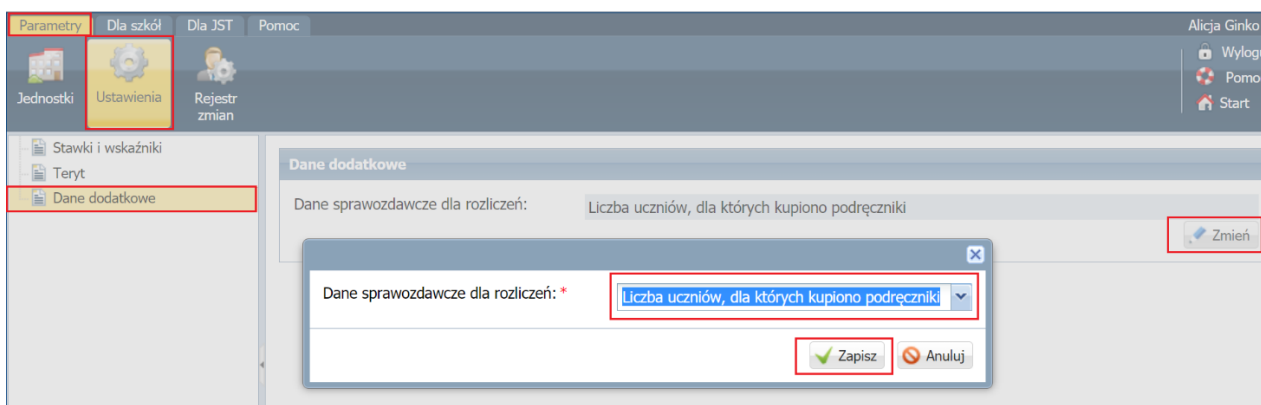 Parametry Dla szkół Dla JST Pomoc Alicja Ginko
Wylogu
Jednostki Ustawienia Rejestr zmian
Pomo
Start
Stawki i wskaźniki
Teryt
Dane dodatkowe
Dane dodatkowe
Dane sprawozdawcze dla rozliczeń: Liczba uczniów, dla których kupiono podręczniki
Zmień
Dane sprawozdawcze dla rozliczeń: * Liczba uczniów, dla których kupiono podręczniki
Zapisz Anuluj